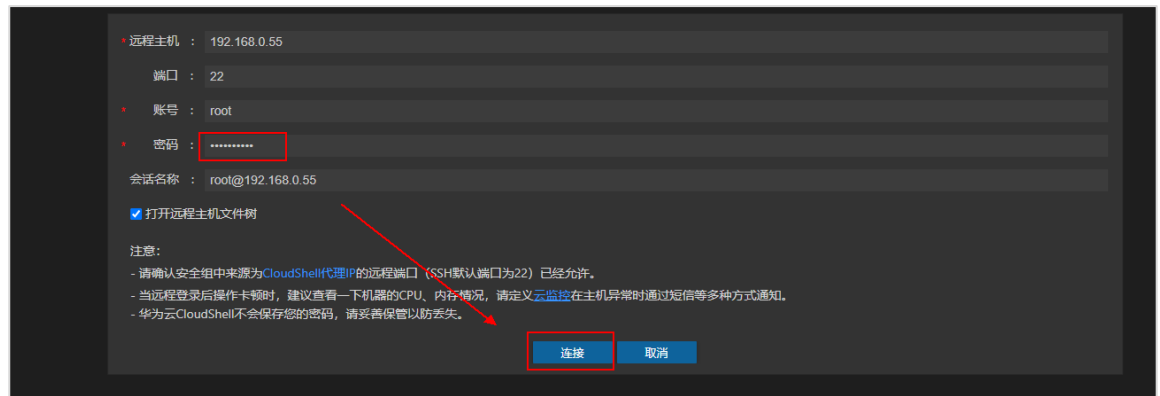 * 远程主机 : 192.168.0.55
端口 : 22
* 账号 : root
* 密码 : ••••••••••
会话名称 : root@192.168.0.55
打开远程主机文件树
注意:
- 请确认安全组中来源为CloudShell代理IP的远程端口（SSH默认端口为22）已经允许。
- 当远程登录后操作卡顿时，建议查看一下机器的CPU、内存情况，请定义云监控在主机异常时通过短信等多种方式通知。
- 华为云CloudShell不会保存您的密码，请妥善保管以防丢失。
连接 取消